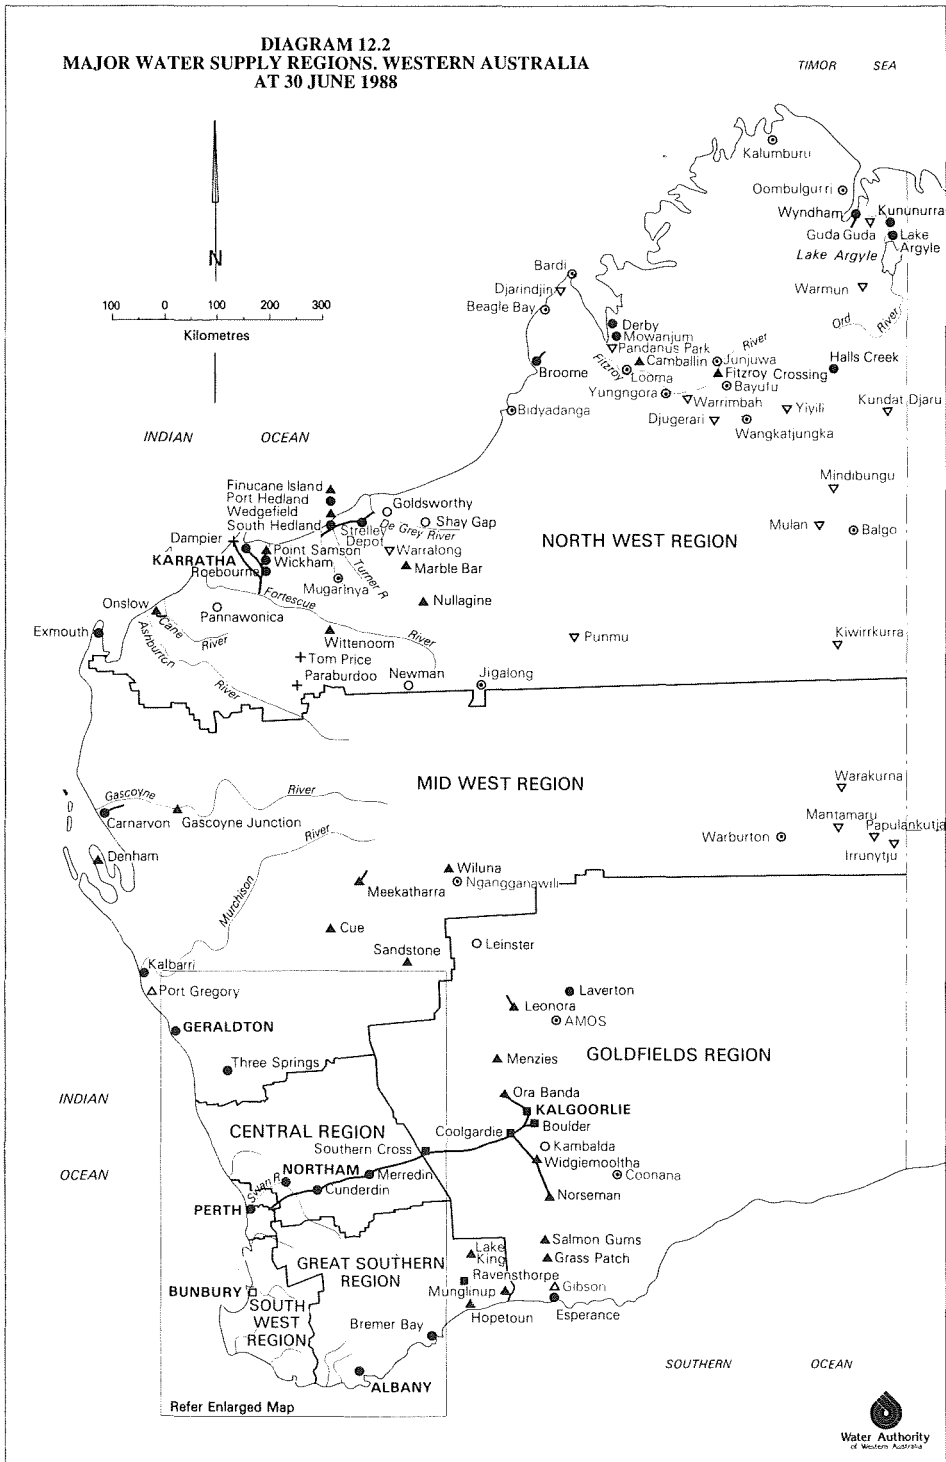 DIAGRAM 12.2
MAJOR WATER SUPPLY REGIONS. WESTERN AUSTRALIA
AT 30 JUNE 1988
TIMOR SEA
Kalumburu
Oombulgurri
Wyndham
Kununurra
Guda Guda
Lake
Argyle
Lake Argyle
N
Bardi
Djarindjin
Beagle Bay
Warmun
100 0 100 200 300
Kilometres
Derby
Mowanjum
Pandanus Park
Camballin
Looma
Fitzroy
River
Ord
River
Junjuwa
Fitzroy Crossing
Bayufu
Halls Creek
Broome
Yungngora
Warrimbah
Yiyili
Kundat Djaru
Bidyadanga
Djugerari
Wangkatjungka
INDIAN OCEAN
Mindibungu
Finucane Island
Port Hedland
Wedgefield
South Hedland
Goldsworthy
Strelley
Depot
De Grey River
Shay Gap
Mulan
Balgo
NORTH WEST REGION
Dampier
KARRATHA
Point Samson
Wickham
Roebourne
Turner R
Warralong
Marble Bar
Mugarinya
Nullagine
Fortescue
River
Onslow
Cane
River
Pannawonica
Exmouth
Ashburton
River
Wittenoom
Tom Price
Paraburdoo
Newman
Jigalong
Punmu
Kiwirrkurra
MID WEST REGION
Gascoyne
River
Carnarvon
Gascoyne Junction
River
Murchison
Denham
Warakurna
Mantamaru
Papulankutja
Warburton
Irrunytju
Wiluna
Ngangganawili
Meekatharra
Cue
Leinster
Sandstone
Kalbarri
Port Gregory
Laverton
Leonora
AMOS
GERALDTON
Menzies
GOLDFIELDS REGION
Three Springs
Ora Banda
KALGOORLIE
Boulder
INDIAN
OCEAN
CENTRAL REGION
Coolgardie
Southern Cross
Kambalda
Widgiemooltha
Coonana
NORTHAM
Merredin
Swan R
Cunderdin
Norseman
PERTH
Salmon Gums
Grass Patch
Lake
King
GREAT SOUTHERN
REGION
Ravensthorpe
Munglinup
Gibson
BUNBURY
SOUTH
WEST
REGION
Hopetoun
Esperance
Bremer Bay
SOUTHERN OCEAN
ALBANY
Refer Enlarged Map
Water Authority
of Western Australia